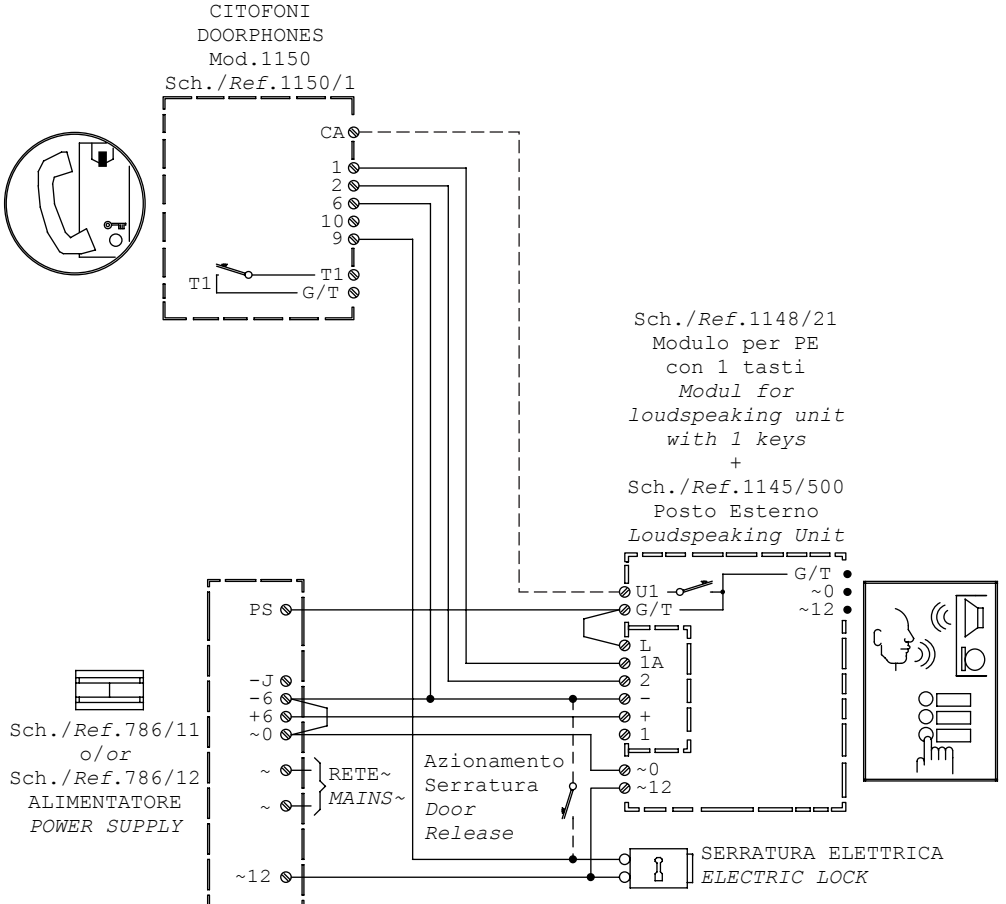 CITOFONI
DOORPHONES
Mod.1150
Sch./Ref.1150/1
CA
1
2
6
10
9
T1
T1
G/T
Sch./Ref.1148/21
Modulo per PE
con 1 tasti
Modul for
loudspeaking unit
with 1 keys
+
Sch./Ref.1145/500
Posto Esterno
Loudspeaking Unit
U1
G/T
G/T
~0
~12
L
1A
2
-
+
1
~0
~12
PS
-J
-6
+6
~0
~
~
~12
RETE~
MAINS~
Sch./Ref.786/11
o/or
Sch./Ref.786/12
ALIMENTATORE
POWER SUPPLY
Azionamento
Serratura
Door
Release
SERRATURA ELETTRICA
ELECTRIC LOCK